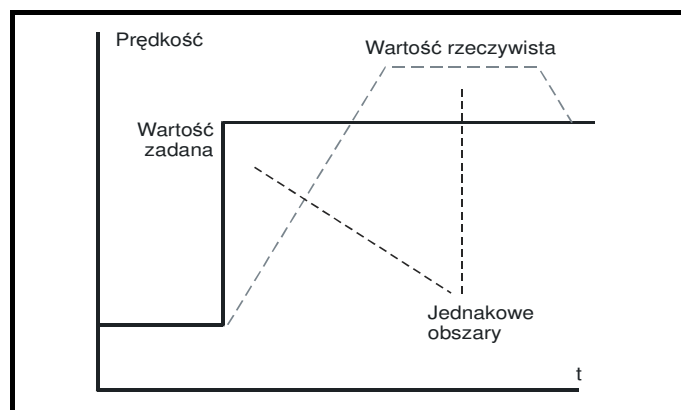 Prędkość
Wartość rzeczywista
Wartość
zadana
Jednakowe
obszary
t